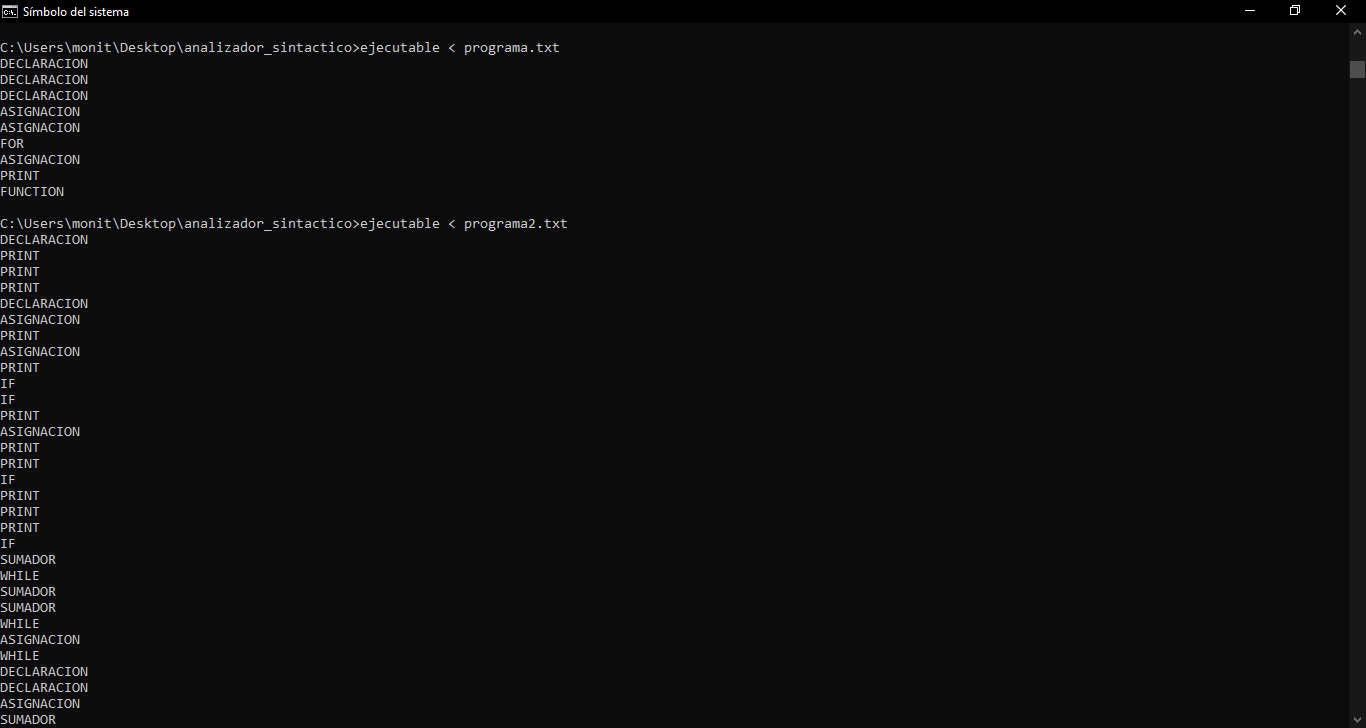 Símbolo del sistema
C:\Users\monit\Desktop\analizador_sintactico>ejecutable < programa.txt
DECLARACION
DECLARACION
DECLARACION
ASIGNACION
ASIGNACION
FOR
ASIGNACION
PRINT
FUNCTION
C:\Users\monit\Desktop\analizador_sintactico>ejecutable < programa2.txt
DECLARACION
PRINT
PRINT
PRINT
DECLARACION
ASIGNACION
PRINT
ASIGNACION
PRINT
IF
IF
PRINT
ASIGNACION
PRINT
PRINT
IF
PRINT
PRINT
PRINT
IF
SUMADOR
WHILE
SUMADOR
SUMADOR
WHILE
ASIGNACION
WHILE
DECLARACION
DECLARACION
ASIGNACION
SUMADOR